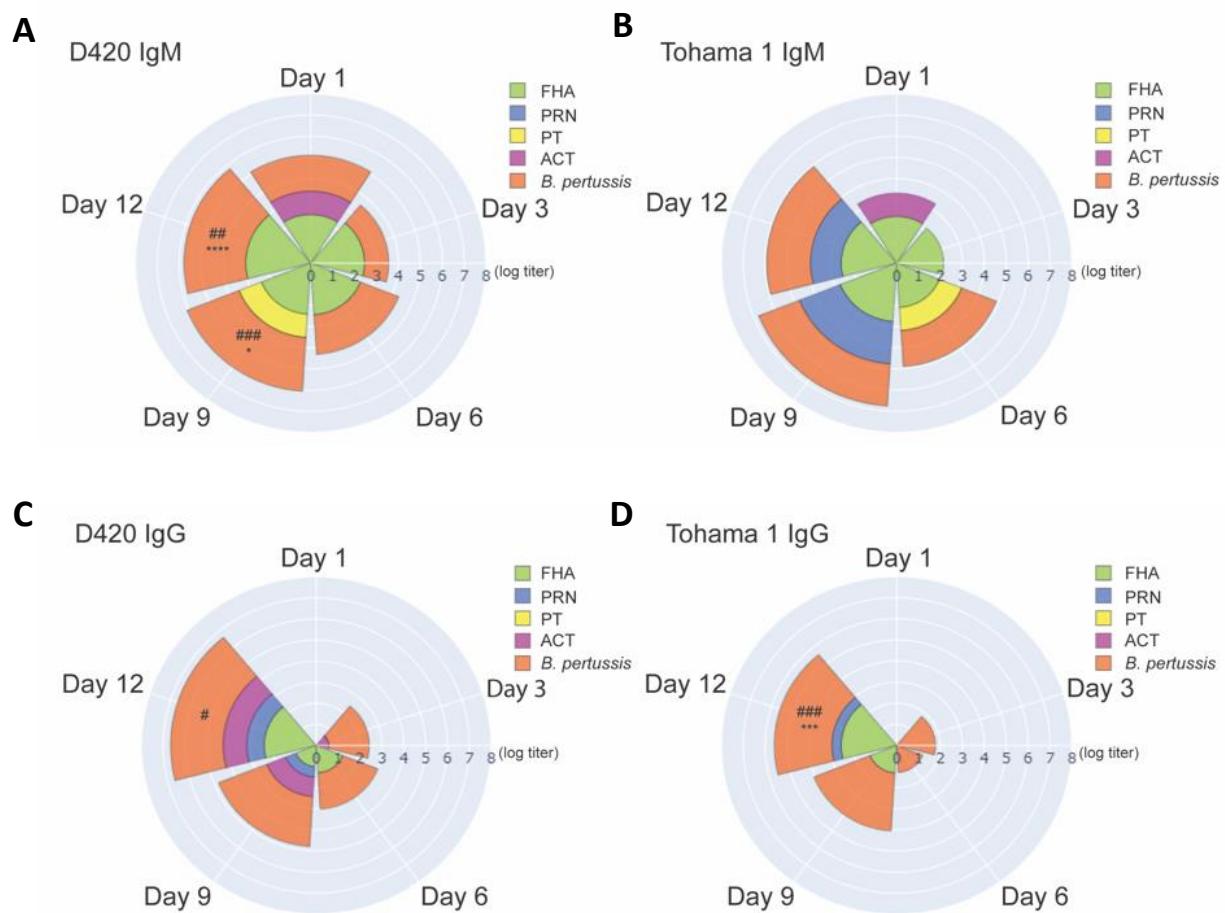 A
D420 IgM
Day 1
FHA
PRN
PT
ACT
B. pertussis
Day 12
Day 3
##
****
0 1 2 3 4 5 6 7 8 (log titer)
###
*
Day 9
Day 6
B
Tohama 1 IgM
Day 1
FHA
PRN
PT
ACT
B. pertussis
Day 12
Day 3
0 1 2 3 4 5 6 7 8 (log titer)
Day 9
Day 6
C
D420 IgG
Day 1
FHA
PRN
PT
ACT
B. pertussis
Day 12
Day 3
#
0 1 2 3 4 5 6 7 8 (log titer)
Day 9
Day 6
D
Tohama 1 IgG
Day 1
FHA
PRN
PT
ACT
B. pertussis
Day 12
Day 3
###
***
0 1 2 3 4 5 6 7 8 (log titer)
Day 9
Day 6